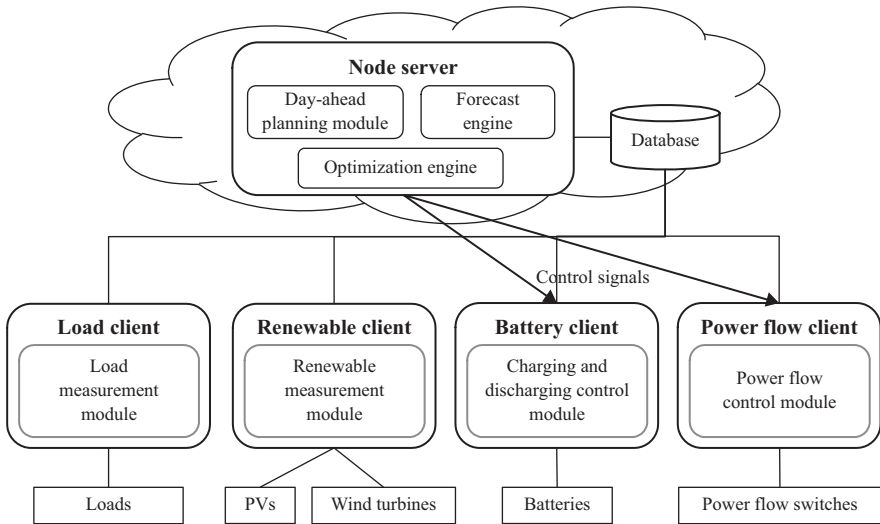 Node server
Day-ahead
planning module
Forecast
engine
Optimization engine
Database
Control signals
Load client
Load
measurement
module
Renewable client
Renewable
measurement
module
Battery client
Charging and
discharging control
module
Power flow client
Power flow
control module
Loads
PVs
Wind turbines
Batteries
Power flow switches